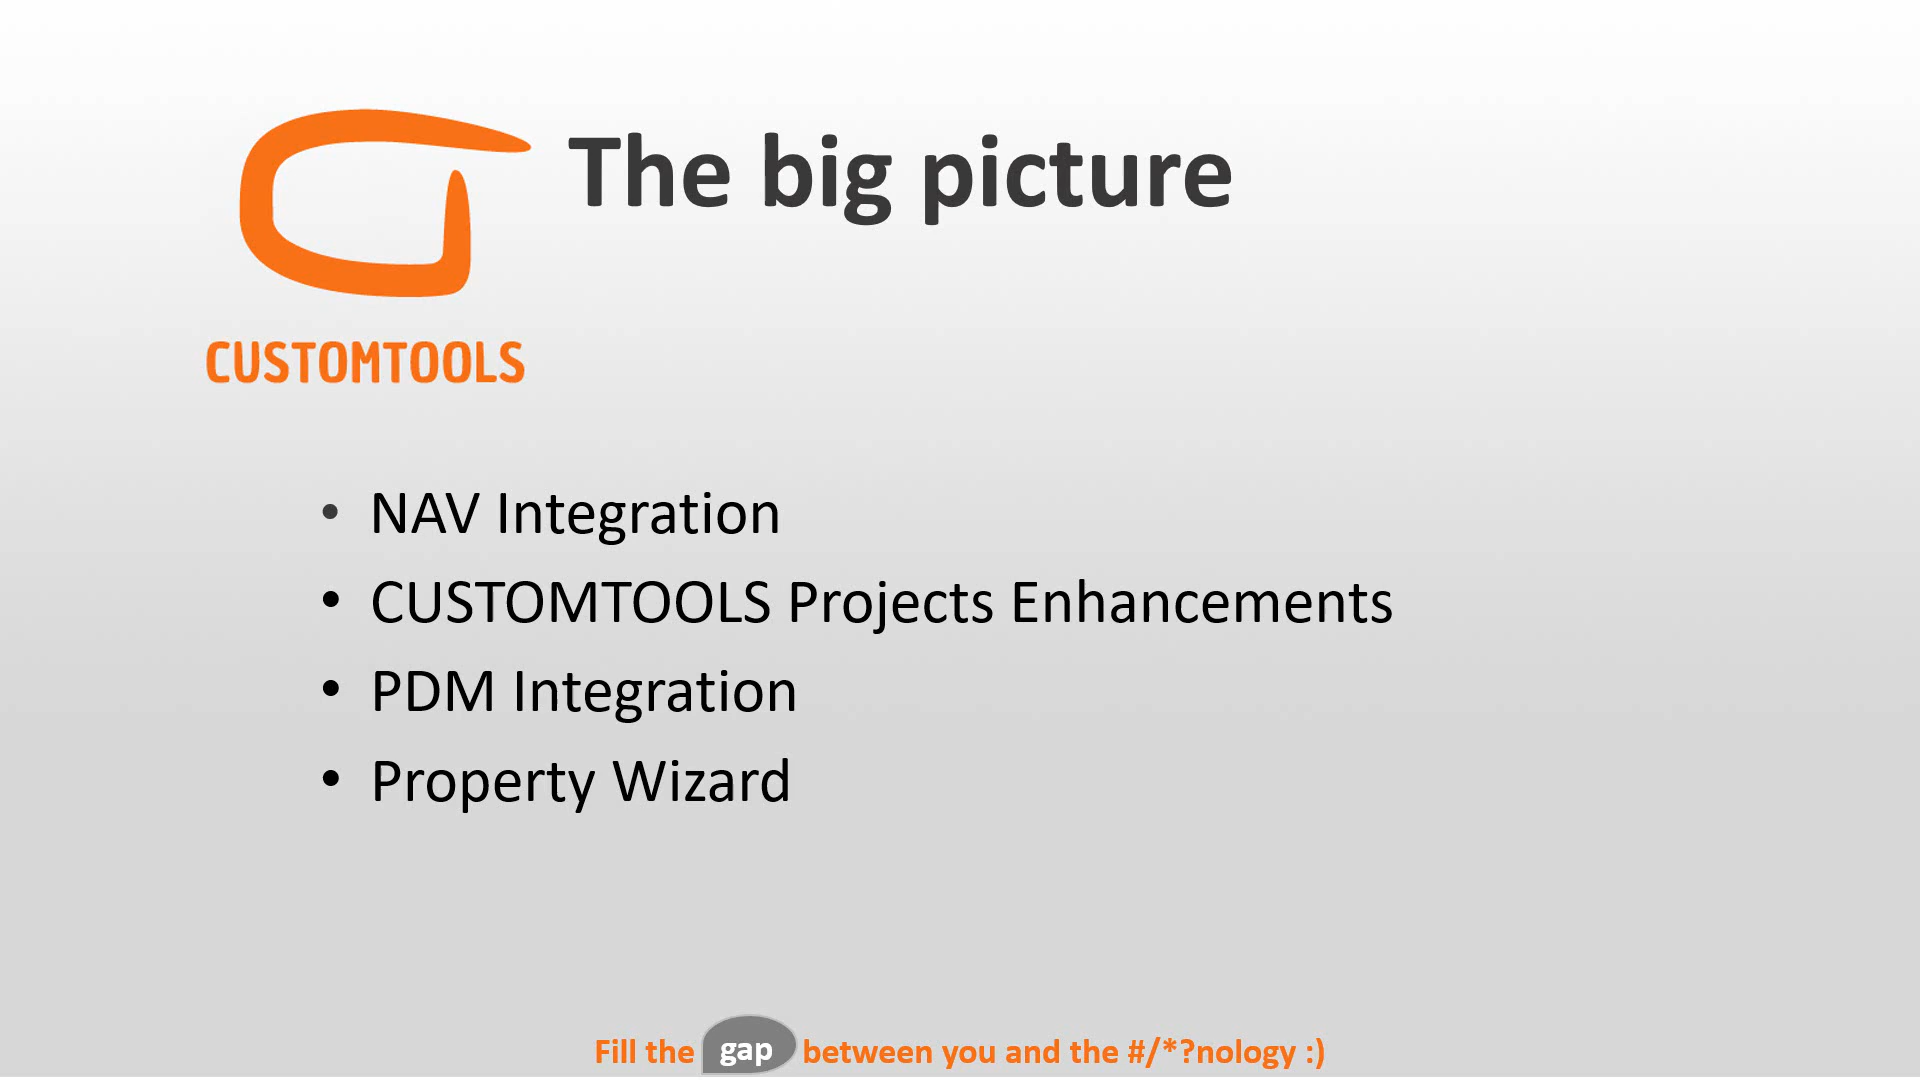 The big picture
CUSTOMTOOLS
• NAV Integration
• CUSTOMTOOLS Projects Enhancements
• PDM Integration
• Property Wizard
Fill the gap between you and the #/*?nology :)